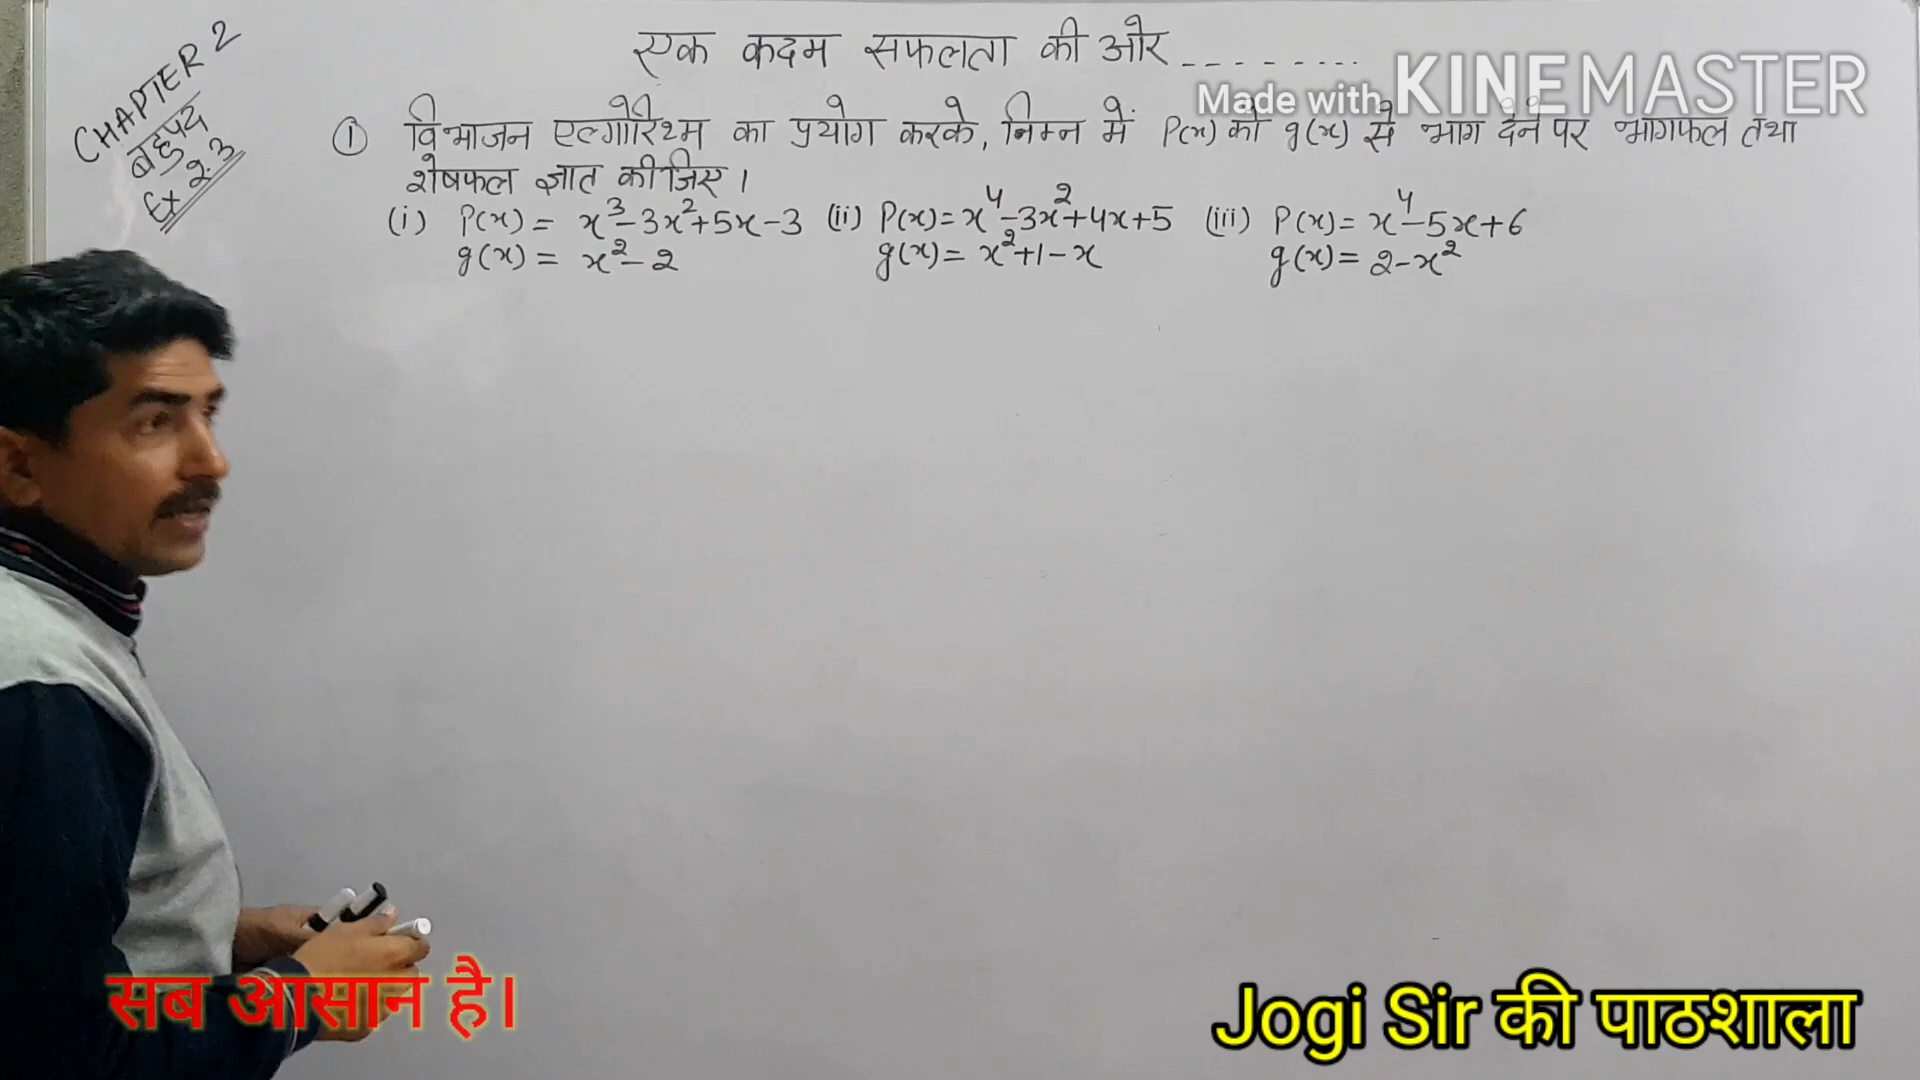 एक कदम सफलता की ओर.........
Made with KINEMASTER
CHAPTER 2
बहुपद
Ex 2.3
① विभाजन एल्गोरिथ्म का प्रयोग करके, निम्न में P(x) को g(x) से भाग देने पर भागफल तथा
शेषफल ज्ञात कीजिए।
(i) P(x) = x³-3x²+5x-3 (ii) P(x)=x⁴-3x²+4x+5 (iii) P(x)=x⁴-5x+6
g(x) = x²-2 g(x)=x²+1-x g(x)=2-x²
सब आसान है।
Jogi Sir की पाठशाला